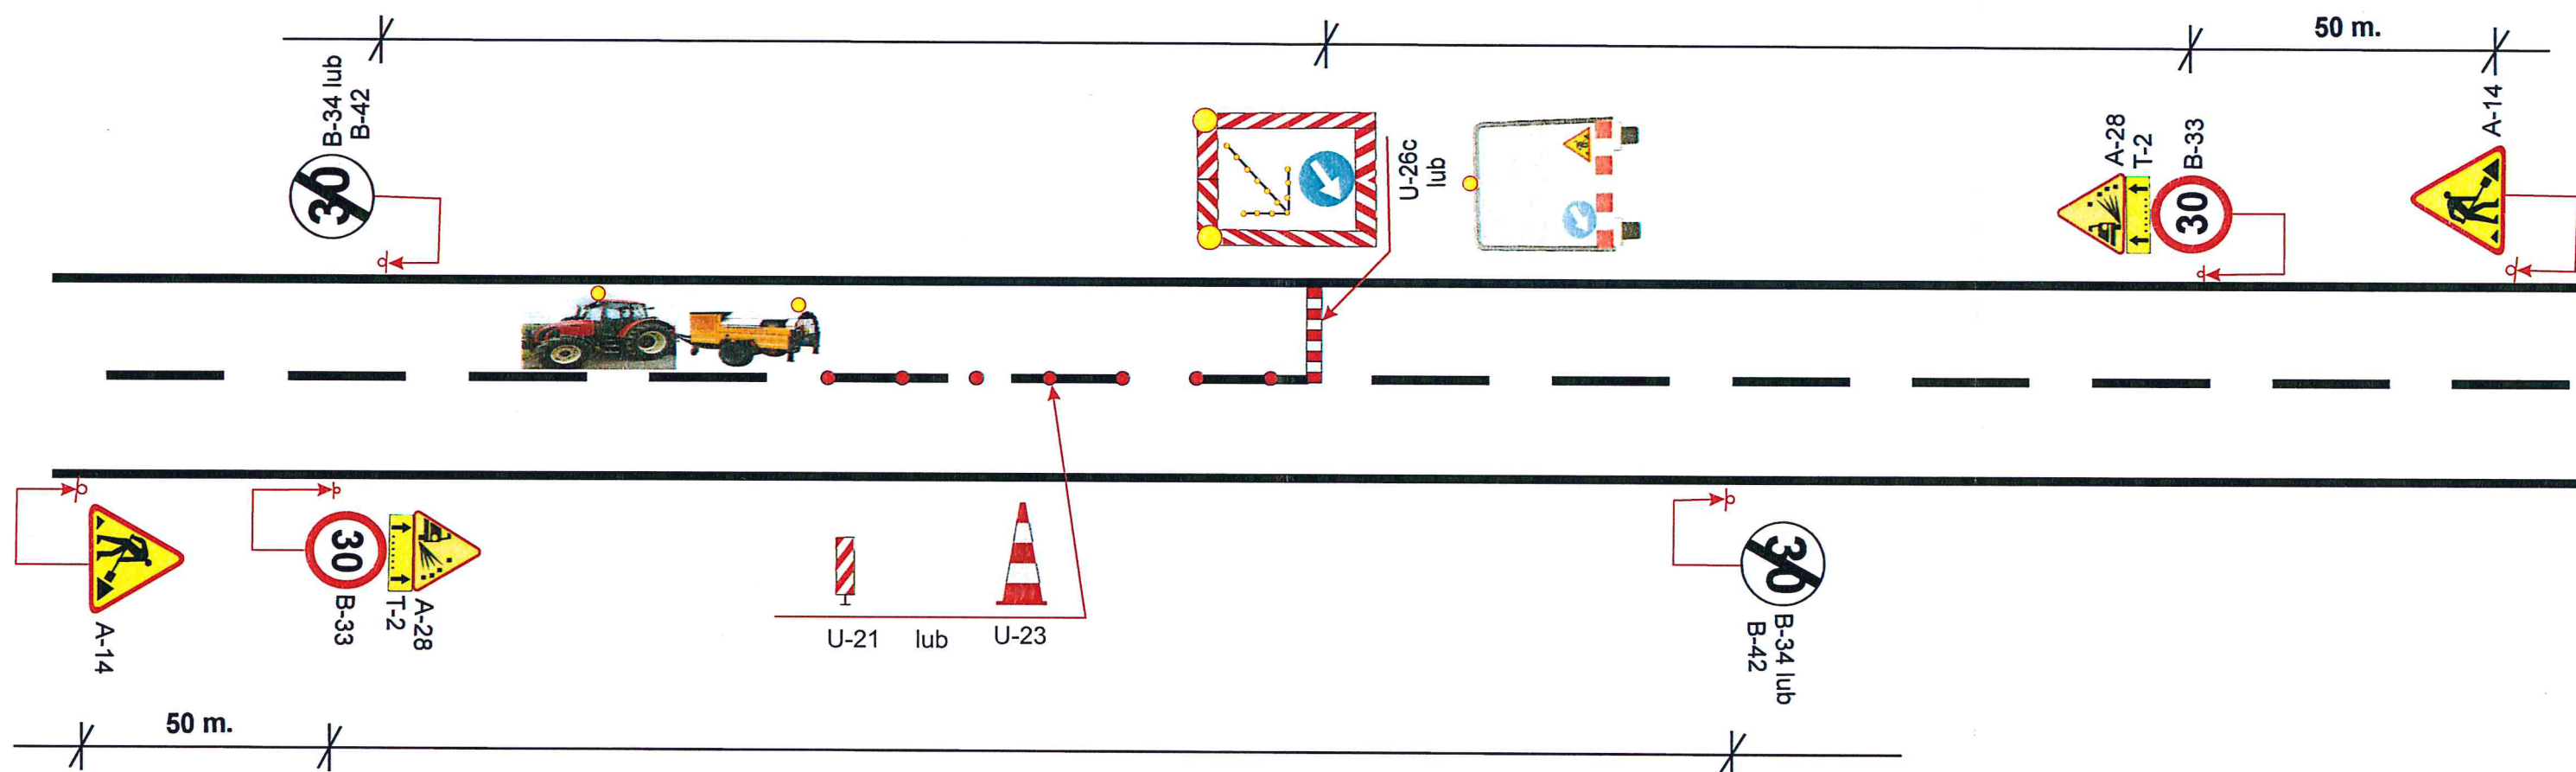 50 m.
B-34 lub
B-42
30
U-26c
lub
A-28
T-2
B-33
30
A-14
A-14
30
B-33
T-2
A-28
U-21 lub U-23
30
B-34 lub
B-42
50 m.